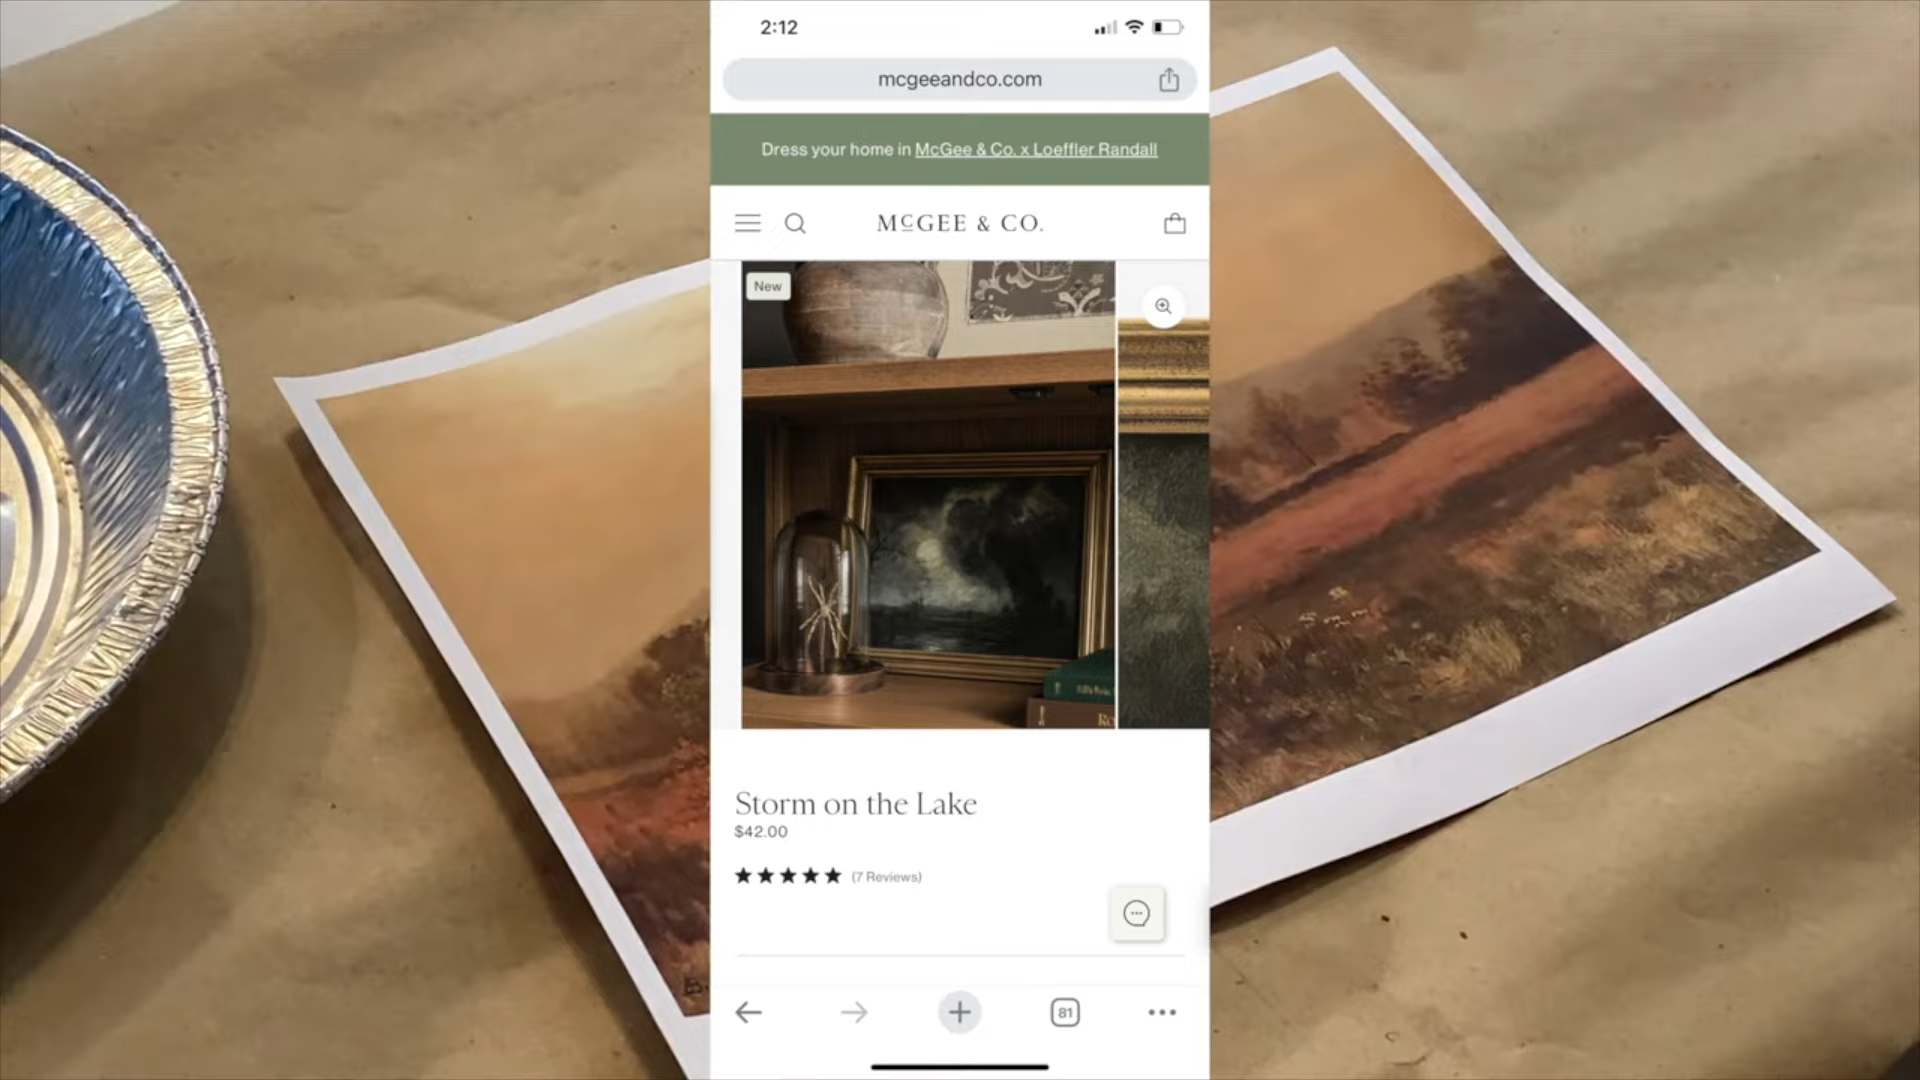 2:12
mcgeeandco.com
Dress your home in McGee & Co. x Loeffler Randall
McGEE & CO.
New
Storm on the Lake
$42.00
(7 Reviews)
81